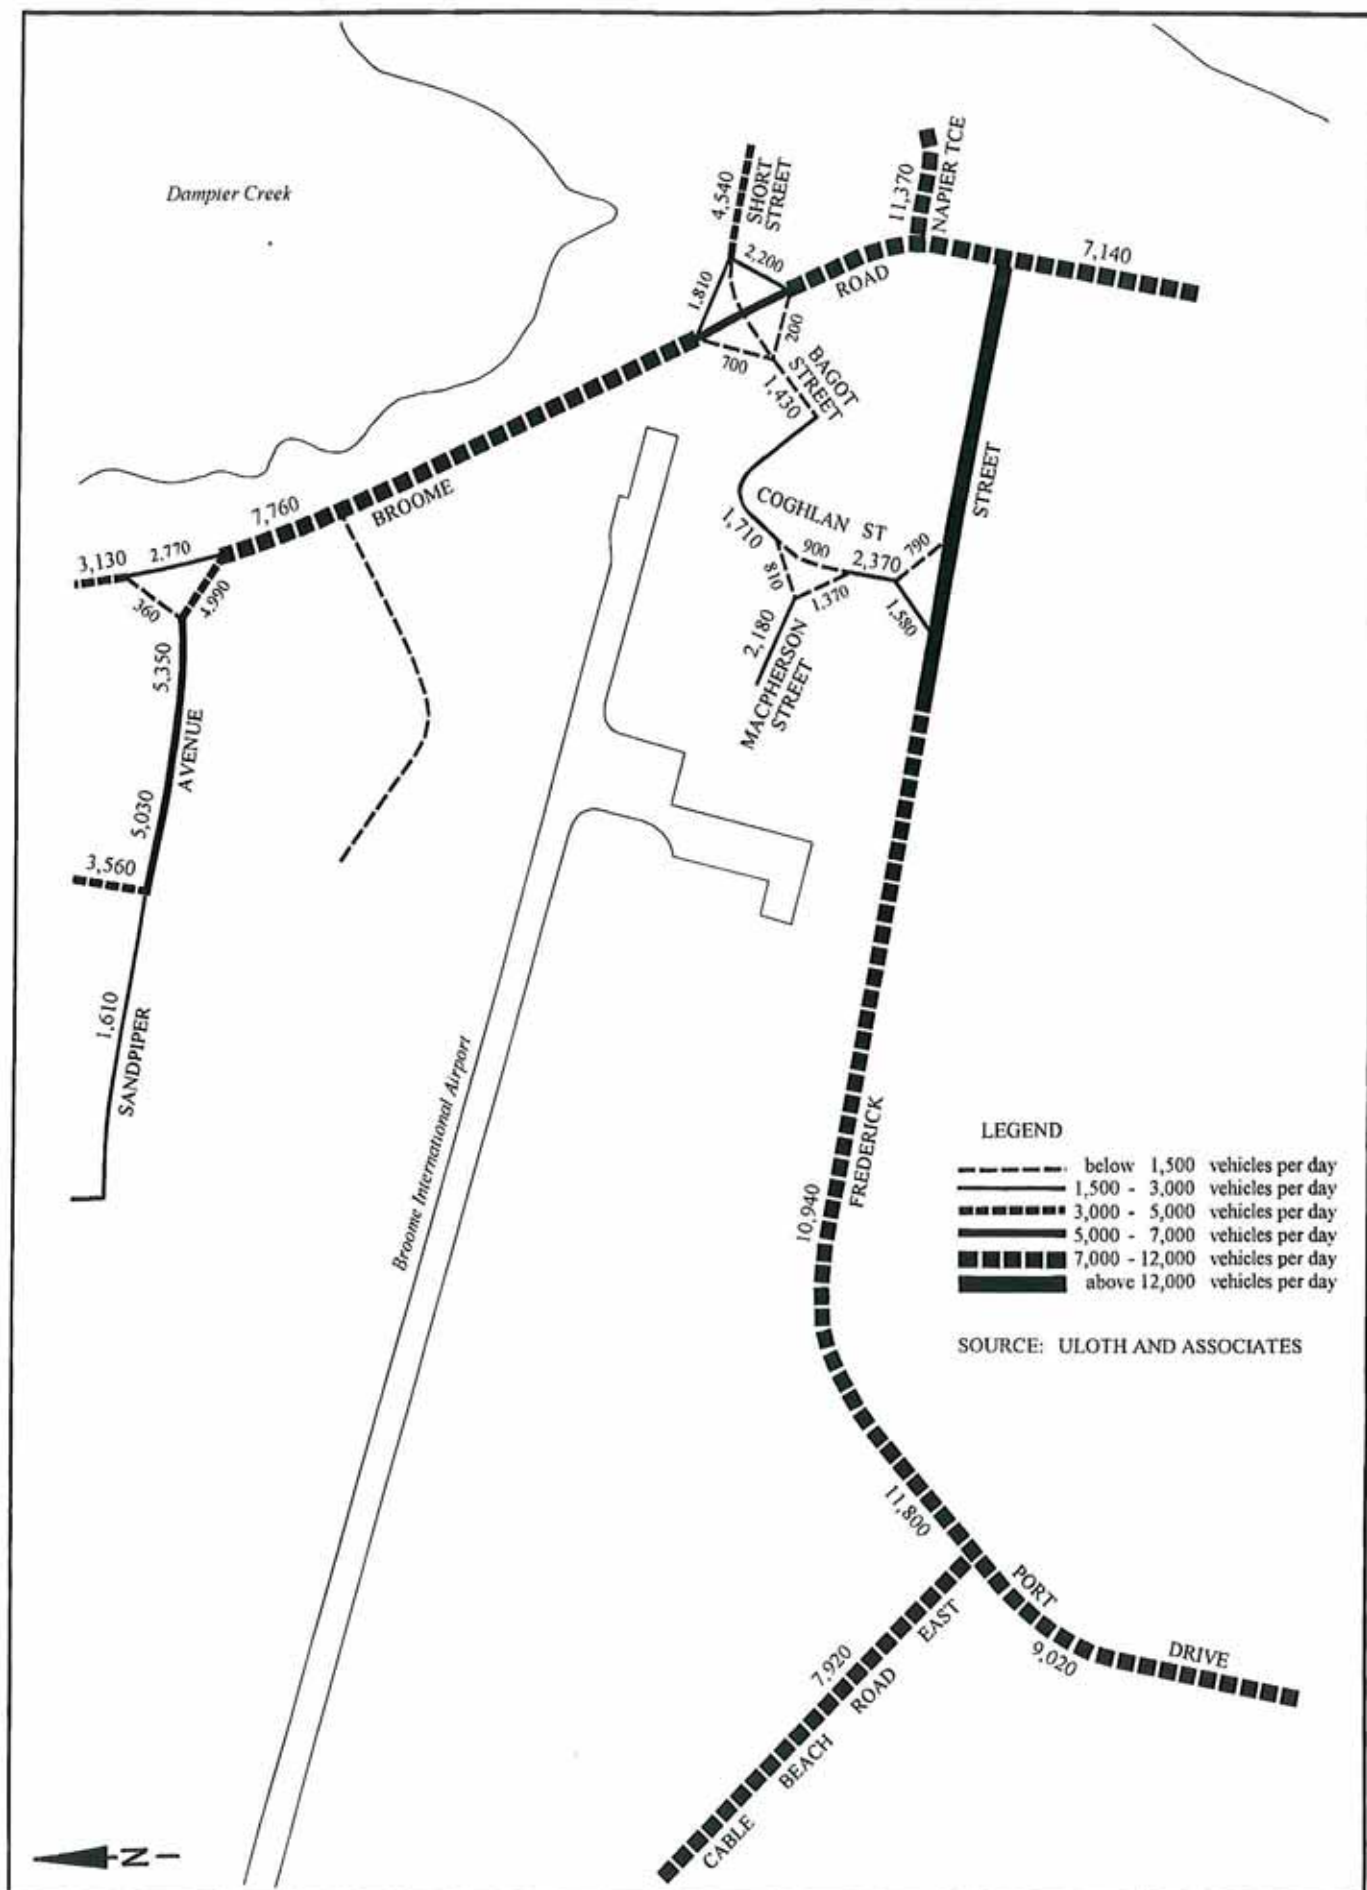 Dampier Creek
4,540
SHORT
STREET
11,370
NAPIER TCE
7,140
2,200
1,810
ROAD
200
700
BAGOT
STREET
1,430
BROOME
7,760
COGHLAN ST
STREET
1,710
900
2,370
790
810
1,370
1,580
2,180
MACPHERSON
STREET
3,130
2,770
360
4,990
5,350
AVENUE
5,030
3,560
1,610
SANDPIPER
Broome International Airport
FREDERICK
10,940
LEGEND
below 1,500 vehicles per day
1,500 - 3,000 vehicles per day
3,000 - 5,000 vehicles per day
5,000 - 7,000 vehicles per day
7,000 - 12,000 vehicles per day
above 12,000 vehicles per day
SOURCE: ULOTH AND ASSOCIATES
11,800
PORT
9,020
DRIVE
7,920
CABLE BEACH ROAD EAST
N